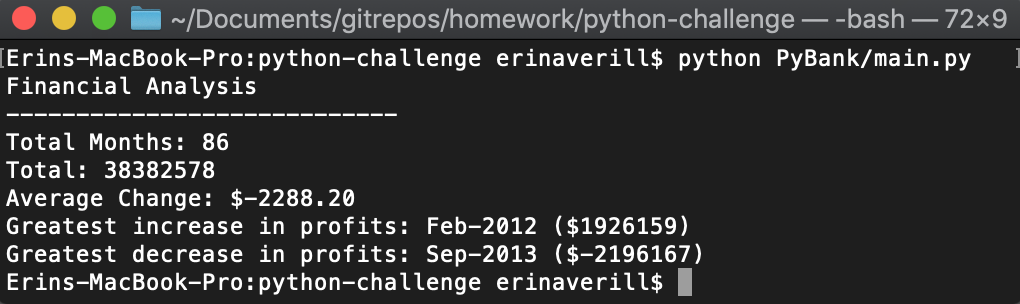 ~/Documents/gitrepos/homework/python-challenge — -bash — 72×9
[Erins-MacBook-Pro:python-challenge erinaverill$ python PyBank/main.py ]
Financial Analysis
----------------------------
Total Months: 86
Total: 38382578
Average Change: $-2288.20
Greatest increase in profits: Feb-2012 ($1926159)
Greatest decrease in profits: Sep-2013 ($-2196167)
Erins-MacBook-Pro:python-challenge erinaverill$